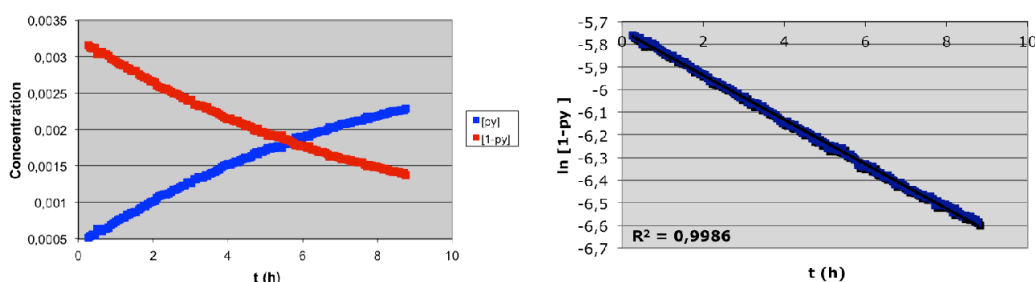 0,0035
0,003
0,0025
0,002
0,0015
0,001
0,0005
Concentration
0 2 4 6 8 10
t (h)
[py]
[1-py]
-5,7
-5,8
-5,9
-6
-6,1
-6,2
-6,3
-6,4
-6,5
-6,6
-6,7
ln [1-py ]
0 2 4 6 8 10
R² = 0,9986
t (h)